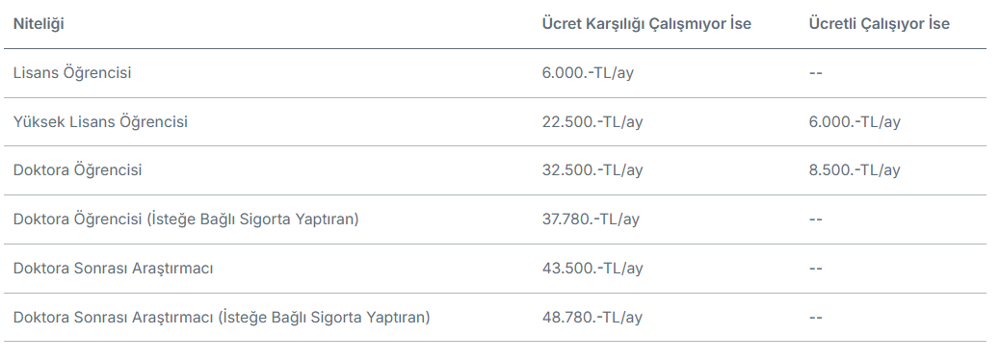 Niteliği Ücret Karşılığı Çalışmıyor İse Ücretli Çalışıyor İse
Lisans Öğrencisi 6.000.-TL/ay --
Yüksek Lisans Öğrencisi 22.500.-TL/ay 6.000.-TL/ay
Doktora Öğrencisi 32.500.-TL/ay 8.500.-TL/ay
Doktora Öğrencisi (İsteğe Bağlı Sigorta Yaptıran) 37.780.-TL/ay --
Doktora Sonrası Araştırmacı 43.500.-TL/ay --
Doktora Sonrası Araştırmacı (İsteğe Bağlı Sigorta Yaptıran) 48.780.-TL/ay --